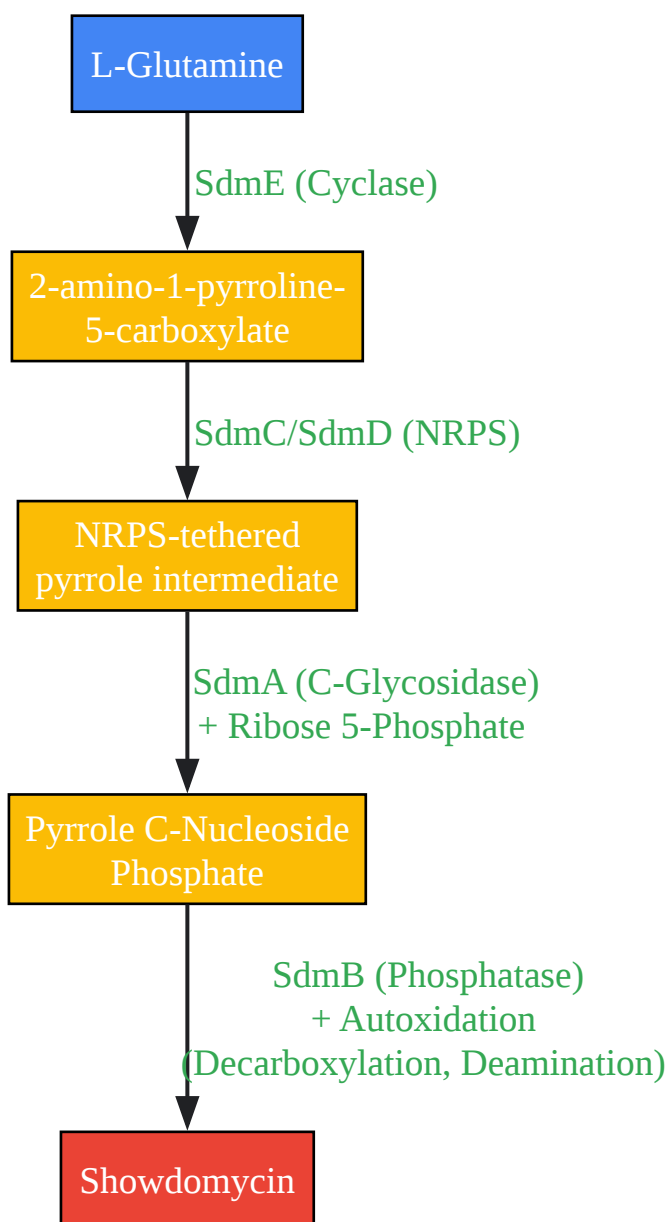 L-Glutamine
SdmE (Cyclase)
2-amino-1-pyrroline-
5-carboxylate
SdmC/SdmD (NRPS)
NRPS-tethered
pyrrole intermediate
SdmA (C-Glycosidase)
+ Ribose 5-Phosphate
Pyrrole C-Nucleoside
Phosphate
SdmB (Phosphatase)
+ Autoxidation
(Decarboxylation, Deamination)
Showdomycin